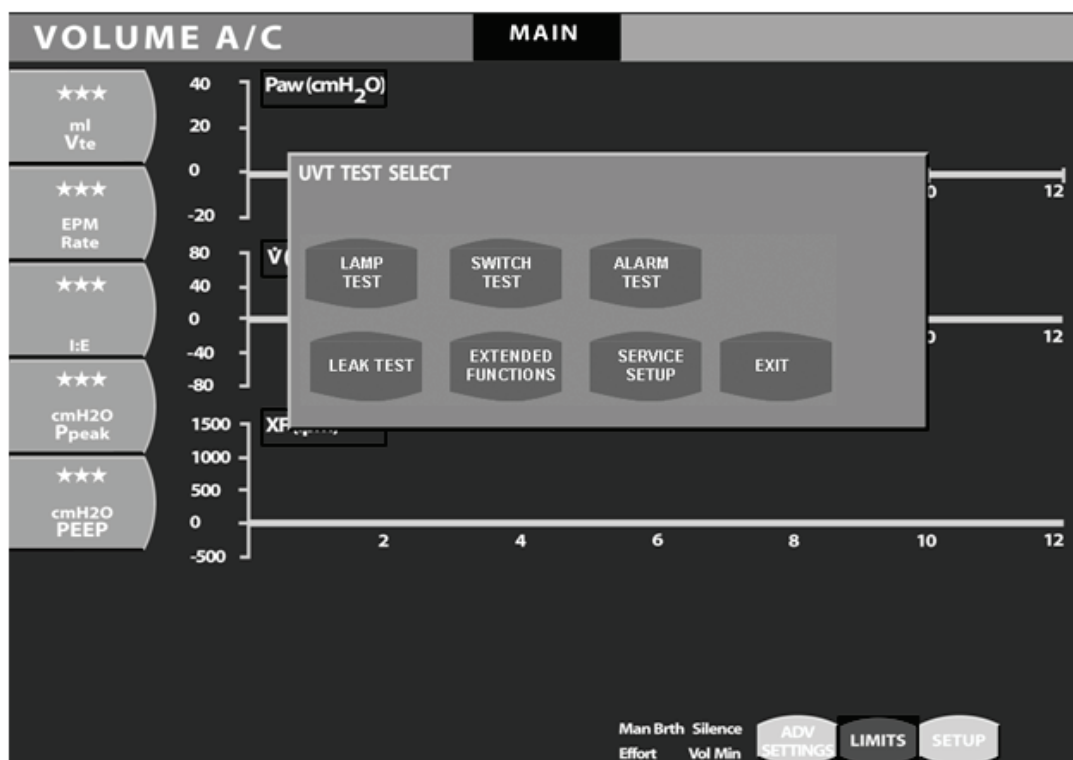 VOLUME A/C
MAIN
★★★
ml
Vte
★★★
EPM
Rate
★★★
I:E
★★★
cmH2O
Ppeak
★★★
cmH2O
PEEP
40
20
0
-20
Paw (cmH₂O)
12
80
40
0
-40
-80
V̇ (
12
1500
1000
500
0
-500
2
4
6
8
10
12
UVT TEST SELECT
LAMP
TEST
SWITCH
TEST
ALARM
TEST
LEAK TEST
EXTENDED
FUNCTIONS
SERVICE
SETUP
EXIT
Man Brth Silence
Effort Vol Min
ADV
SETTINGS
LIMITS
SETUP